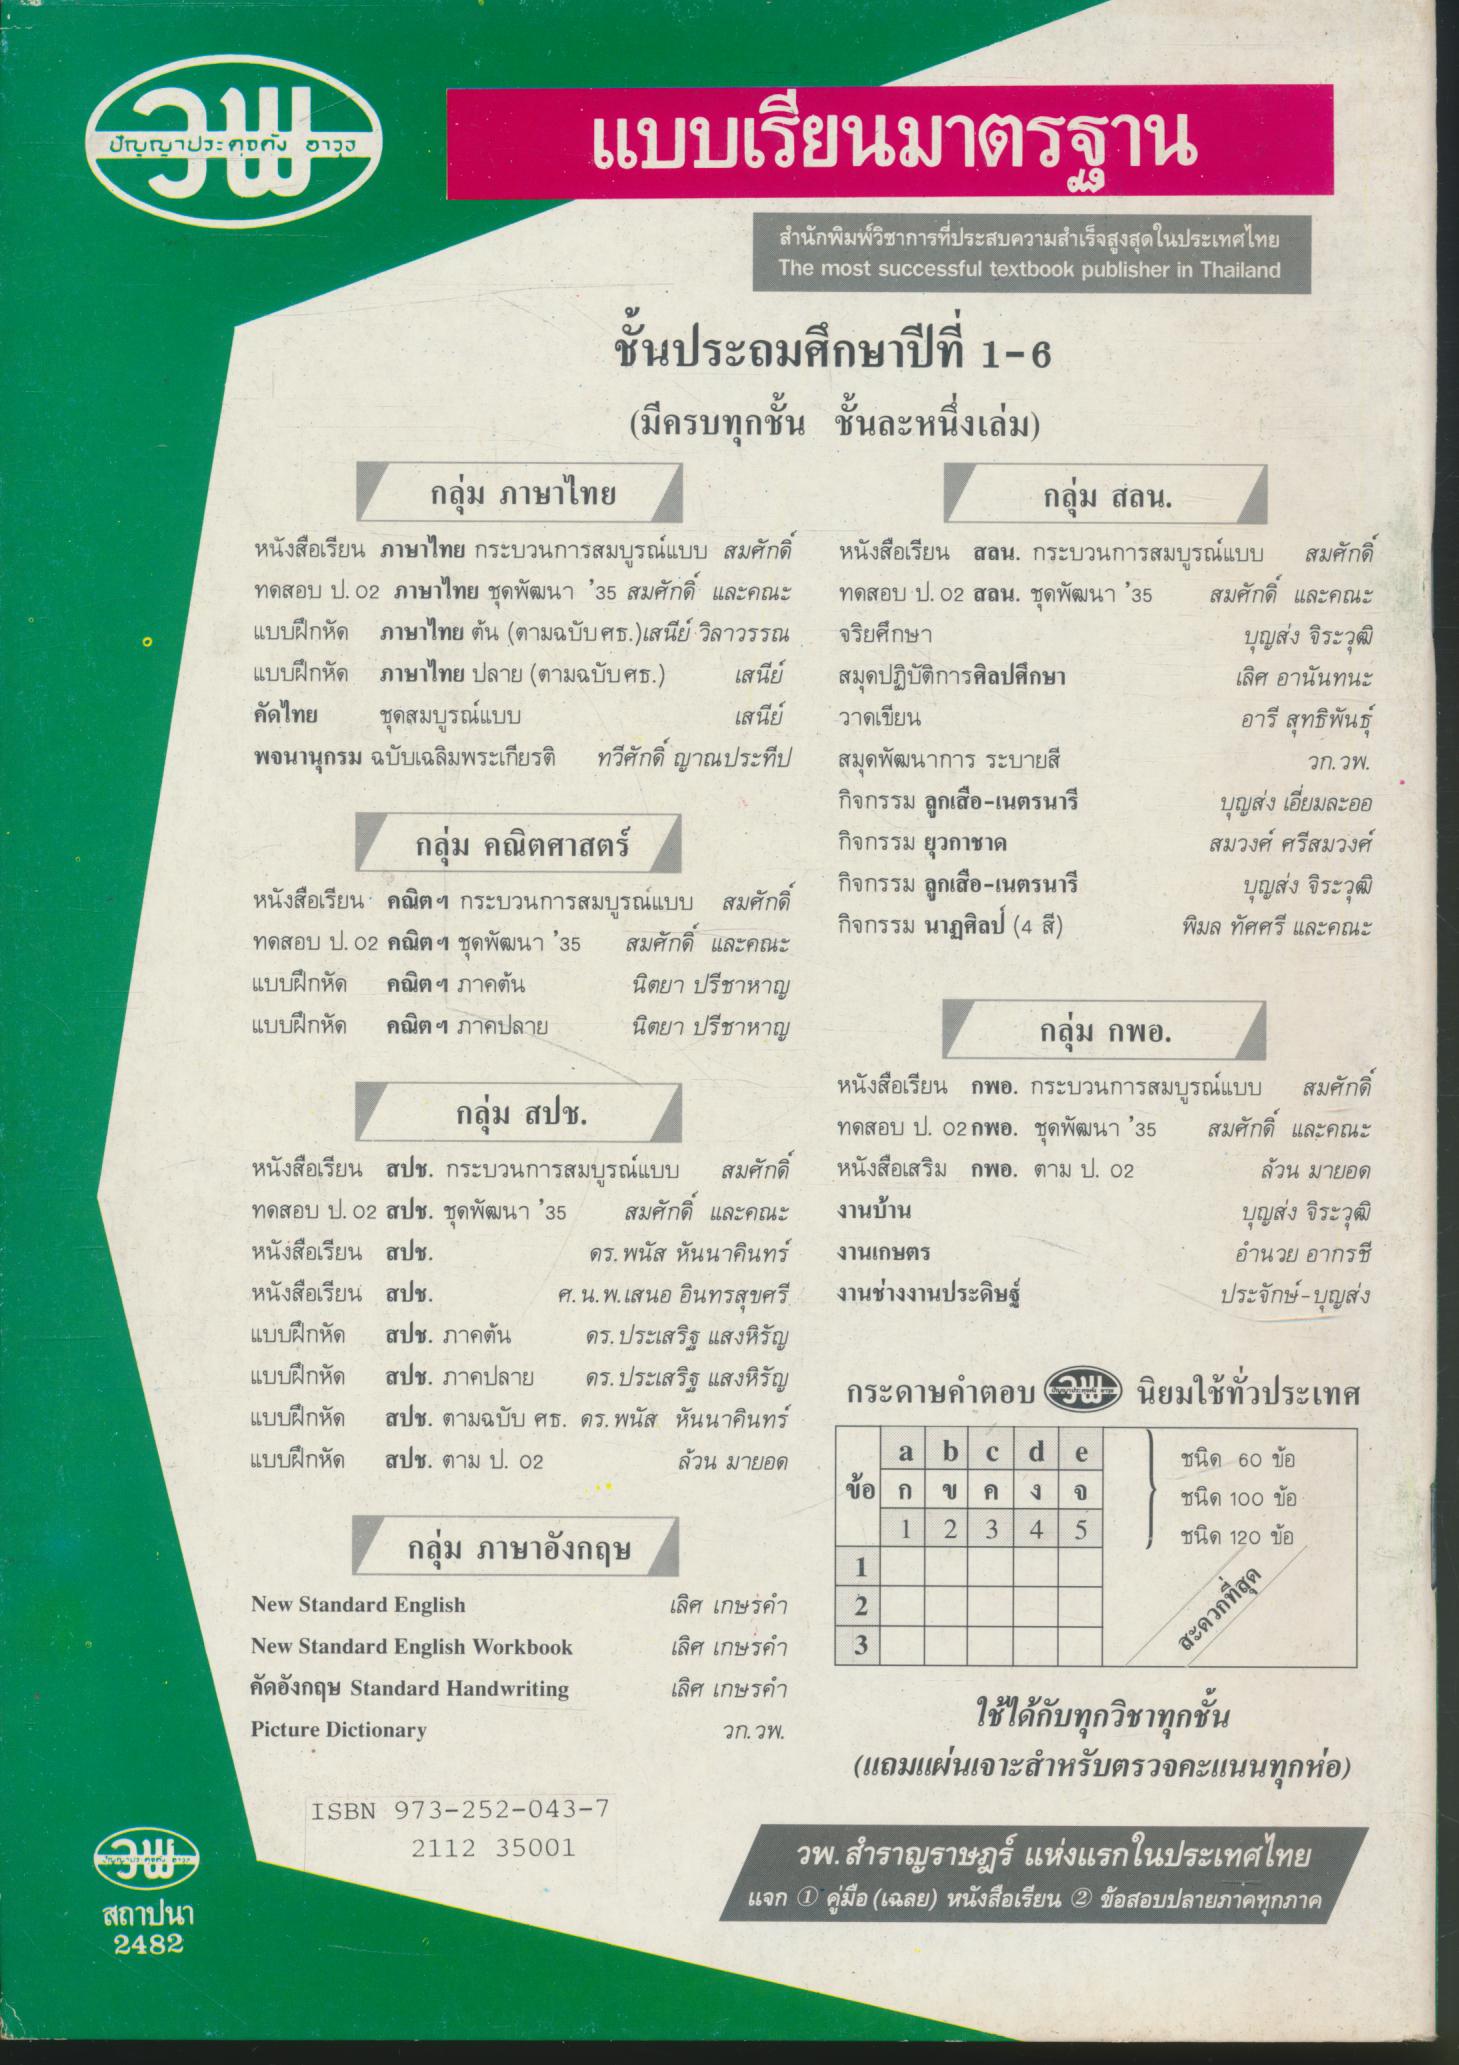 วพ
ปัญญาประดุจดัง อาวุธ
แบบเรียนมาตรฐาน
สำนักพิมพ์วิชาการที่ประสบความสำเร็จสูงสุดในประเทศไทย
The most successful textbook publisher in Thailand
ชั้นประถมศึกษาปีที่ 1-6
(มีครบทุกชั้น ชั้นละหนึ่งเล่ม)
กลุ่ม ภาษาไทย
หนังสือเรียน ภาษาไทย กระบวนการสมบูรณ์แบบ สมศักดิ์
ทดสอบ ป. 02 ภาษาไทย ชุดพัฒนา '35 สมศักดิ์ และคณะ
แบบฝึกหัด ภาษาไทย ต้น (ตามฉบับ ศธ.) เสนีย์ วิลาวรรณ
แบบฝึกหัด ภาษาไทย ปลาย (ตามฉบับ ศธ.) เสนีย์
คัดไทย ชุดสมบูรณ์แบบ เสนีย์
พจนานุกรม ฉบับเฉลิมพระเกียรติ ทวีศักดิ์ ญาณประทีป
กลุ่ม คณิตศาสตร์
หนังสือเรียน คณิตฯ กระบวนการสมบูรณ์แบบ สมศักดิ์
ทดสอบ ป. 02 คณิตฯ ชุดพัฒนา '35 สมศักดิ์ และคณะ
แบบฝึกหัด คณิตฯ ภาคต้น นิตยา ปรีชาหาญ
แบบฝึกหัด คณิตฯ ภาคปลาย นิตยา ปรีชาหาญ
กลุ่ม สปช.
หนังสือเรียน สปช. กระบวนการสมบูรณ์แบบ สมศักดิ์
ทดสอบ ป. 02 สปช. ชุดพัฒนา '35 สมศักดิ์ และคณะ
หนังสือเรียน สปช. ดร.พนัส หันนาคินทร์
หนังสือเรียน สปช. ศ.น.พ.เสนอ อินทรสุขศรี
แบบฝึกหัด สปช. ภาคต้น ดร.ประเสริฐ แสงหิรัญ
แบบฝึกหัด สปช. ภาคปลาย ดร.ประเสริฐ แสงหิรัญ
แบบฝึกหัด สปช. ตามฉบับ ศธ. ดร.พนัส หันนาคินทร์
แบบฝึกหัด สปช. ตาม ป. 02 ล้วน มายอด
กลุ่ม ภาษาอังกฤษ
New Standard English เลิศ เกษรคำ
New Standard English Workbook เลิศ เกษรคำ
คัดอังกฤษ Standard Handwriting เลิศ เกษรคำ
Picture Dictionary วก.วพ.
ISBN 973-252-043-7
2112 35001
กลุ่ม สลน.
หนังสือเรียน สลน. กระบวนการสมบูรณ์แบบ สมศักดิ์
ทดสอบ ป. 02 สลน. ชุดพัฒนา '35 สมศักดิ์ และคณะ
จริยศึกษา บุญส่ง จิระวุฒิ
สมุดปฏิบัติการศิลปศึกษา เลิศ อานันทนะ
วาดเขียน อารี สุทธิพันธุ์
สมุดพัฒนาการ ระบายสี วก.วพ.
กิจกรรม ลูกเสือ-เนตรนารี บุญส่ง เอี่ยมละออ
กิจกรรม ยุวกาชาด สมวงศ์ ศรีสมวงศ์
กิจกรรม ลูกเสือ-เนตรนารี บุญส่ง จิระวุฒิ
กิจกรรม นาฏศิลป์ (4 สี) พิมล ทัศศรี และคณะ
กลุ่ม กพอ.
หนังสือเรียน กพอ. กระบวนการสมบูรณ์แบบ สมศักดิ์
ทดสอบ ป. 02 กพอ. ชุดพัฒนา '35 สมศักดิ์ และคณะ
หนังสือเสริม กพอ. ตาม ป. 02 ล้วน มายอด
งานบ้าน บุญส่ง จิระวุฒิ
งานเกษตร อำนวย อากรชี
งานช่างงานประดิษฐ์ ประจักษ์-บุญส่ง
กระดาษคำตอบ วพ นิยมใช้ทั่วประเทศ
a b c d e
ข้อ ก ข ค ง จ
1 2 3 4 5
1
2
3
ชนิด 60 ข้อ
ชนิด 100 ข้อ
ชนิด 120 ข้อ
สะดวกที่สุด
ใช้ได้กับทุกวิชาทุกชั้น
(แถมแผ่นเจาะสำหรับตรวจคะแนนทุกห่อ)
วพ.สำราญราษฎร์ แห่งแรกในประเทศไทย
แจก ① คู่มือ (เฉลย) หนังสือเรียน ② ข้อสอบปลายภาคทุกภาค
วพ
ปัญญาประดุจดัง อาวุธ
สถาปนา
2482